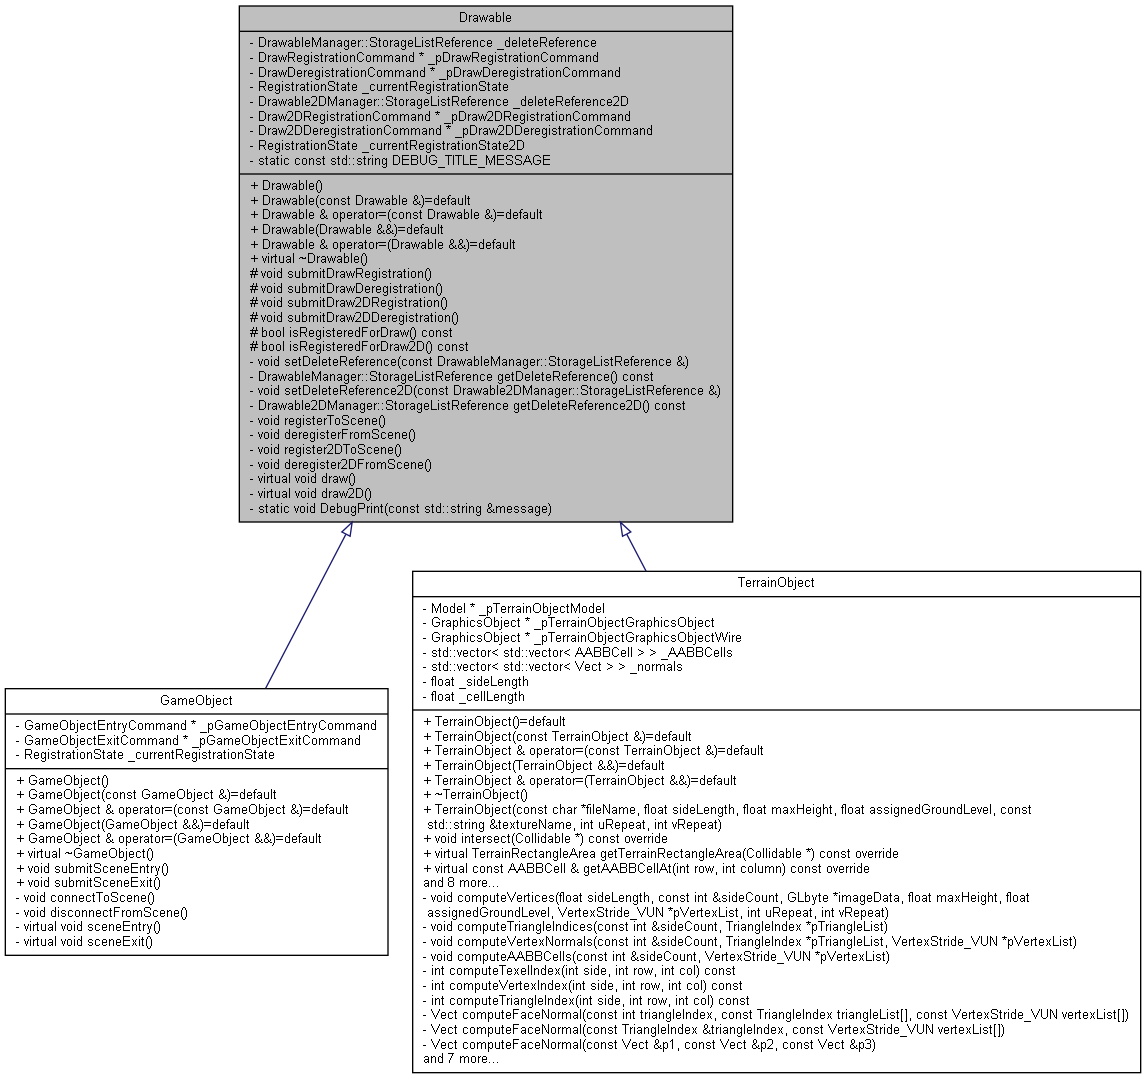 Drawable
- DrawableManager::StorageListReference _deleteReference
- DrawRegistrationCommand * _pDrawRegistrationCommand
- DrawDeregistrationCommand * _pDrawDeregistrationCommand
- RegistrationState _currentRegistrationState
- Drawable2DManager::StorageListReference _deleteReference2D
- Draw2DRegistrationCommand * _pDraw2DRegistrationCommand
- Draw2DDeregistrationCommand * _pDraw2DDeregistrationCommand
- RegistrationState _currentRegistrationState2D
- static const std::string DEBUG_TITLE_MESSAGE
+ Drawable()
+ Drawable(const Drawable &)=default
+ Drawable & operator=(const Drawable &)=default
+ Drawable(Drawable &&)=default
+ Drawable & operator=(Drawable &&)=default
+ virtual ~Drawable()
# void submitDrawRegistration()
# void submitDrawDeregistration()
# void submitDraw2DRegistration()
# void submitDraw2DDeregistration()
# bool isRegisteredForDraw() const
# bool isRegisteredForDraw2D() const
- void setDeleteReference(const DrawableManager::StorageListReference &)
- DrawableManager::StorageListReference getDeleteReference() const
- void setDeleteReference2D(const Drawable2DManager::StorageListReference &)
- Drawable2DManager::StorageListReference getDeleteReference2D() const
- void registerToScene()
- void deregisterFromScene()
- void register2DToScene()
- void deregister2DFromScene()
- virtual void draw()
- virtual void draw2D()
- static void DebugPrint(const std::string &message)
GameObject
- GameObjectEntryCommand * _pGameObjectEntryCommand
- GameObjectExitCommand * _pGameObjectExitCommand
- RegistrationState _currentRegistrationState
+ GameObject()
+ GameObject(const GameObject &)=default
+ GameObject & operator=(const GameObject &)=default
+ GameObject(GameObject &&)=default
+ GameObject & operator=(GameObject &&)=default
+ virtual ~GameObject()
+ void submitSceneEntry()
+ void submitSceneExit()
- void connectToScene()
- void disconnectFromScene()
- virtual void sceneEntry()
- virtual void sceneExit()
TerrainObject
- Model * _pTerrainObjectModel
- GraphicsObject * _pTerrainObjectGraphicsObject
- GraphicsObject * _pTerrainObjectGraphicsObjectWire
- std::vector< std::vector< AABBCell > > _AABBCells
- std::vector< std::vector< Vect > > _normals
- float _sideLength
- float _cellLength
+ TerrainObject()=default
+ TerrainObject(const TerrainObject &)=default
+ TerrainObject & operator=(const TerrainObject &)=default
+ TerrainObject(TerrainObject &&)=default
+ TerrainObject & operator=(TerrainObject &&)=default
+ ~TerrainObject()
+ TerrainObject(const char *fileName, float sideLength, float maxHeight, float assignedGroundLevel, const
std::string &textureName, int uRepeat, int vRepeat)
+ void intersect(Collidable *) const override
+ virtual TerrainRectangleArea getTerrainRectangleArea(Collidable *) const override
+ virtual const AABBCell & getAABBCellAt(int row, int column) const override
and 8 more...
- void computeVertices(float sideLength, const int &sideCount, GLbyte *imageData, float maxHeight, float
assignedGroundLevel, VertexStride_VUN *pVertexList, int uRepeat, int vRepeat)
- void computeTriangleIndices(const int &sideCount, TriangleIndex *pTriangleList)
- void computeVertexNormals(const int &sideCount, TriangleIndex *pTriangleList, VertexStride_VUN *pVertexList)
- void computeAABBCells(const int &sideCount, VertexStride_VUN *pVertexList)
- int computeTexelIndex(int side, int row, int col) const
- int computeVertexIndex(int side, int row, int col) const
- int computeTriangleIndex(int side, int row, int col) const
- Vect computeFaceNormal(const int triangleIndex, const TriangleIndex triangleList[], const VertexStride_VUN vertexList[])
- Vect computeFaceNormal(const TriangleIndex &triangleIndex, const VertexStride_VUN vertexList[])
- Vect computeFaceNormal(const Vect &p1, const Vect &p2, const Vect &p3)
and 7 more...